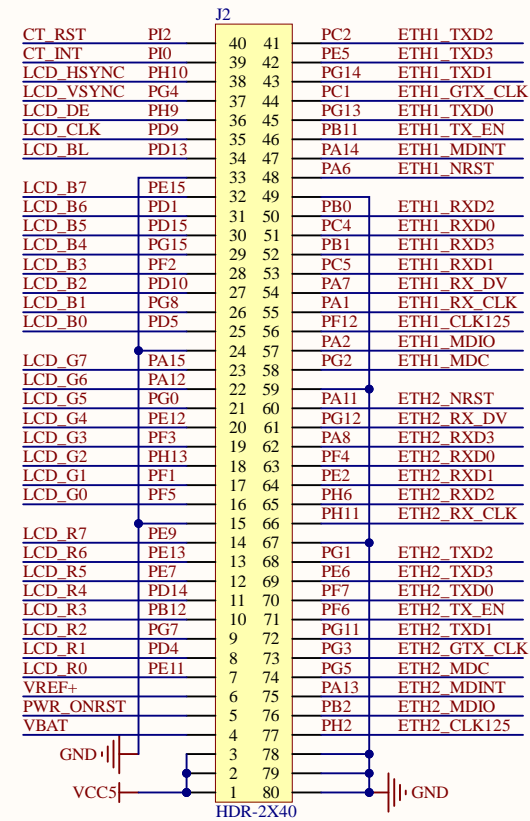 J2
CT_RST PI2 40 41 PC2 ETH1_TXD2
CT_INT PI0 39 42 PE5 ETH1_TXD3
LCD_HSYNC PH10 38 43 PG14 ETH1_TXD1
LCD_VSYNC PG4 37 44 PC1 ETH1_GTX_CLK
LCD_DE PH9 36 45 PG13 ETH1_TXD0
LCD_CLK PD9 35 46 PB11 ETH1_TX_EN
LCD_BL PD13 34 47 PA14 ETH1_MDINT
33 48 PA6 ETH1_NRST
LCD_B7 PE15 32 49
LCD_B6 PD1 31 50 PB0 ETH1_RXD2
LCD_B5 PD15 30 51 PC4 ETH1_RXD0
LCD_B4 PG15 29 52 PB1 ETH1_RXD3
LCD_B3 PF2 28 53 PC5 ETH1_RXD1
LCD_B2 PD10 27 54 PA7 ETH1_RX_DV
LCD_B1 PG8 26 55 PA1 ETH1_RX_CLK
LCD_B0 PD5 25 56 PF12 ETH1_CLK125
24 57 PA2 ETH1_MDIO
LCD_G7 PA15 23 58 PG2 ETH1_MDC
LCD_G6 PA12 22 59
LCD_G5 PG0 21 60 PA11 ETH2_NRST
LCD_G4 PE12 20 61 PG12 ETH2_RX_DV
LCD_G3 PF3 19 62 PA8 ETH2_RXD3
LCD_G2 PH13 18 63 PF4 ETH2_RXD0
LCD_G1 PF1 17 64 PE2 ETH2_RXD1
LCD_G0 PF5 16 65 PH6 ETH2_RXD2
15 66 PH11 ETH2_RX_CLK
LCD_R7 PE9 14 67
LCD_R6 PE13 13 68 PG1 ETH2_TXD2
LCD_R5 PE7 12 69 PE6 ETH2_TXD3
LCD_R4 PD14 11 70 PF7 ETH2_TXD0
LCD_R3 PB12 10 71 PF6 ETH2_TX_EN
LCD_R2 PG7 9 72 PG11 ETH2_TXD1
LCD_R1 PD4 8 73 PG3 ETH2_GTX_CLK
LCD_R0 PE11 7 74 PG5 ETH2_MDC
VREF+ 6 75 PA13 ETH2_MDINT
PWR_ONRST 5 76 PB2 ETH2_MDIO
VBAT 4 77 PH2 ETH2_CLK125
GND 3 78
2 79
VCC5 1 80 GND
HDR-2X40